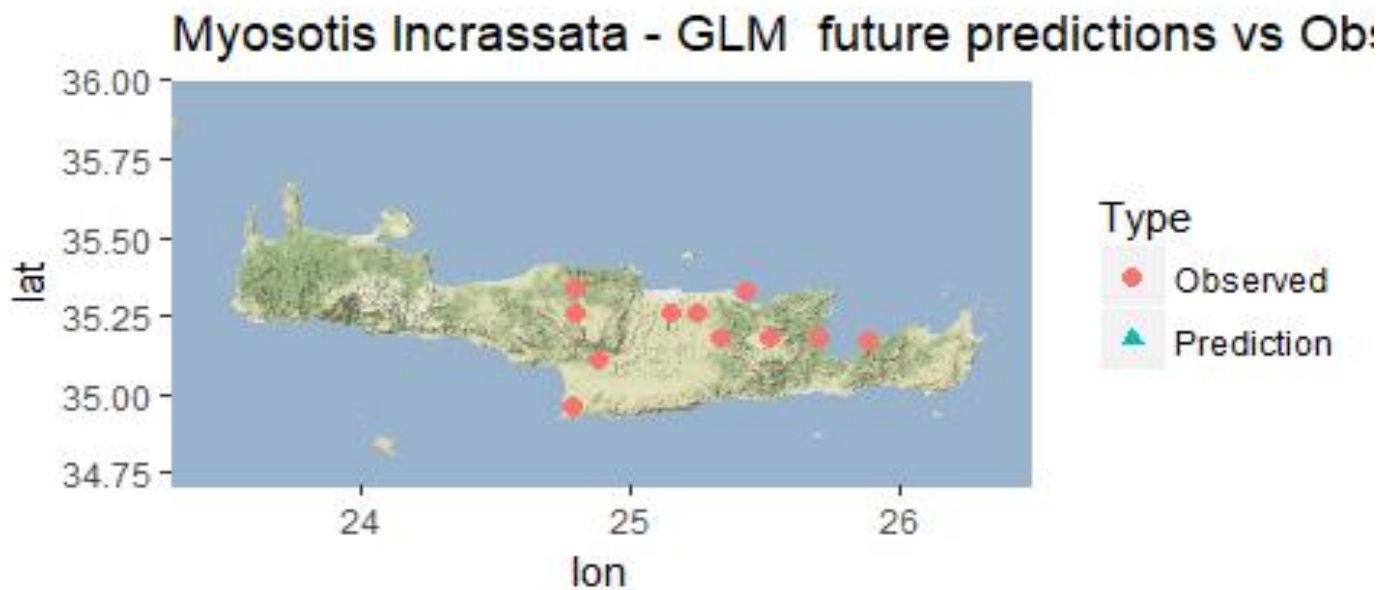 Myosotis Incrassata - GLM  future predictions vs Obs
36.00
35.75
35.50
35.25
35.00
34.75
lat
24 25 26
lon
Type
Observed
Prediction